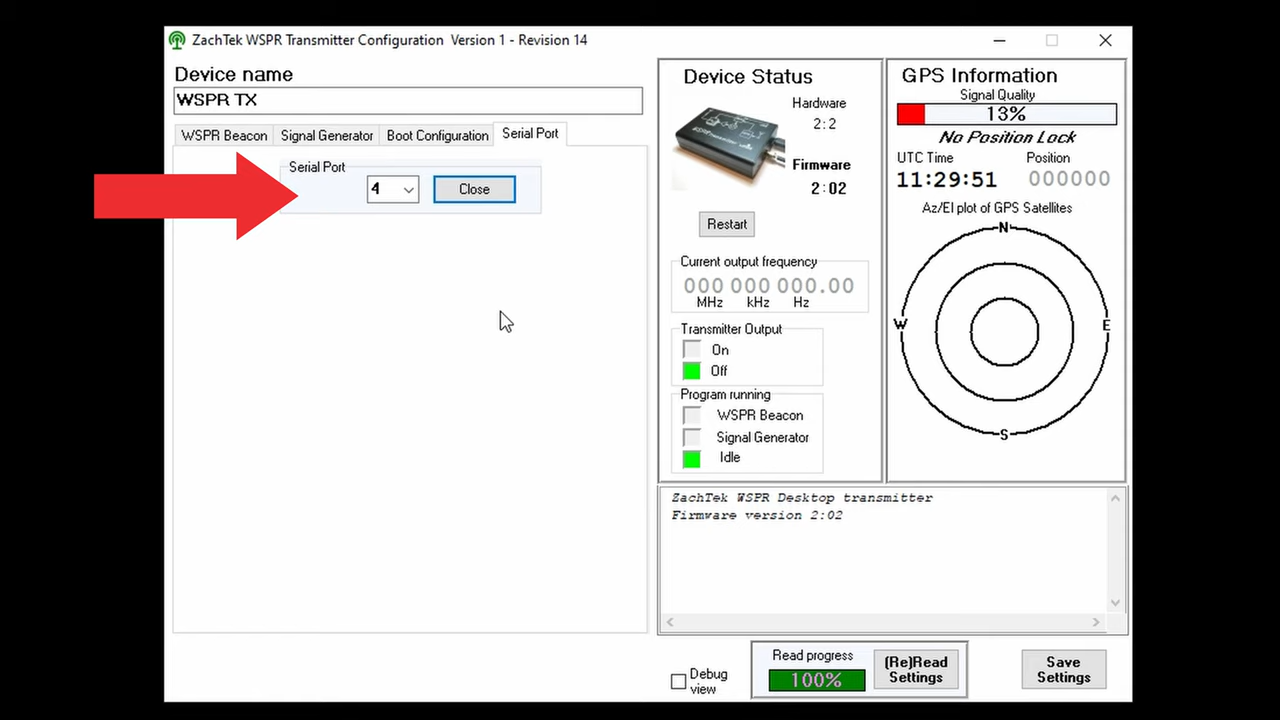 ZachTek WSPR Transmitter Configuration Version 1 - Revision 14
Device name
WSPR TX
WSPR Beacon
Signal Generator
Boot Configuration
Serial Port
Serial Port
4
Close
Device Status
Hardware
2:2
Firmware
2:02
Restart
Current output frequency
000 000 000.00
MHz kHz Hz
Transmitter Output
On
Off
Program running
WSPR Beacon
Signal Generator
Idle
GPS Information
Signal Quality
13%
No Position Lock
UTC Time
11:29:51
Position
000000
Az/El plot of GPS Satellites
N
W
E
S
ZachTek WSPR Desktop transmitter
Firmware version 2:02
Debug
view
Read progress
100%
(Re)Read
Settings
Save
Settings